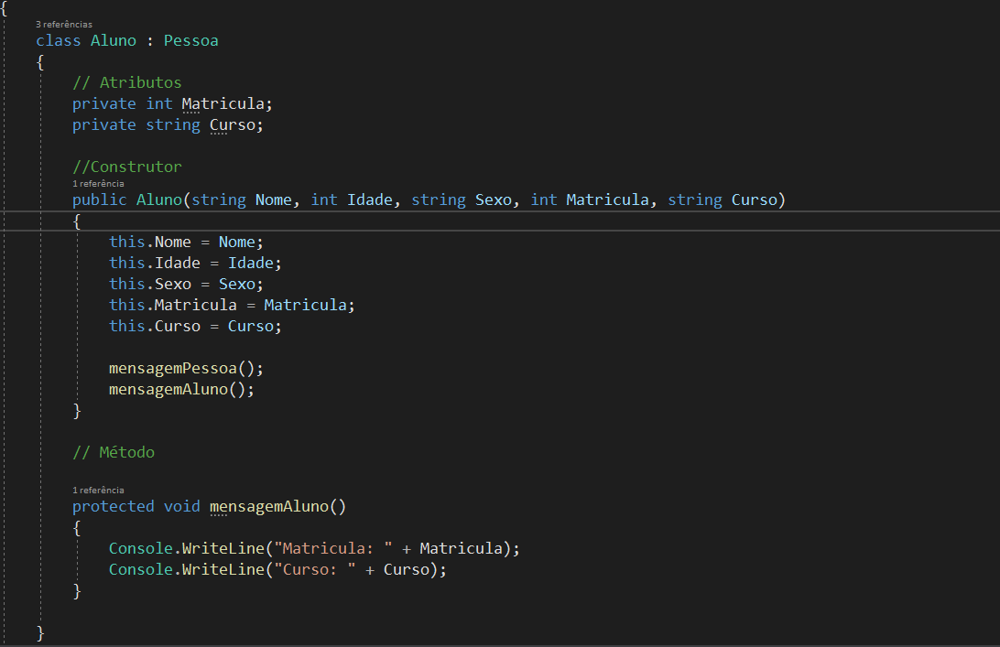 {
3 referências
class Aluno : Pessoa
{
// Atributos
private int Matricula;
private string Curso;
//Construtor
1 referência
public Aluno(string Nome, int Idade, string Sexo, int Matricula, string Curso)
{
this.Nome = Nome;
this.Idade = Idade;
this.Sexo = Sexo;
this.Matricula = Matricula;
this.Curso = Curso;
mensagemPessoa();
mensagemAluno();
}
// Método
1 referência
protected void mensagemAluno()
{
Console.WriteLine("Matricula: " + Matricula);
Console.WriteLine("Curso: " + Curso);
}
}